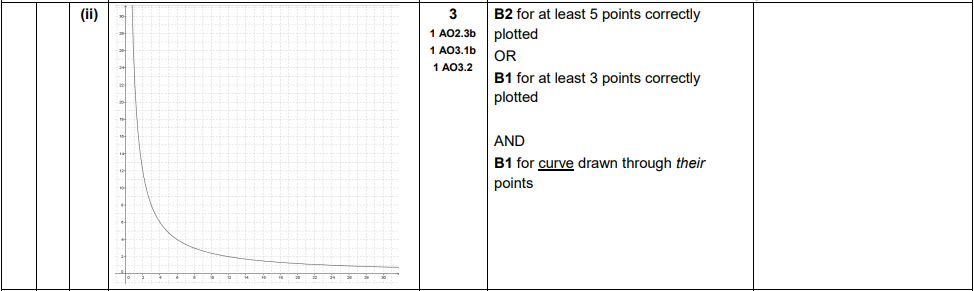 (ii)
3
1 AO2.3b
1 AO3.1b
1 AO3.2
B2 for at least 5 points correctly
plotted
OR
B1 for at least 3 points correctly
plotted
AND
B1 for curve drawn through their
points